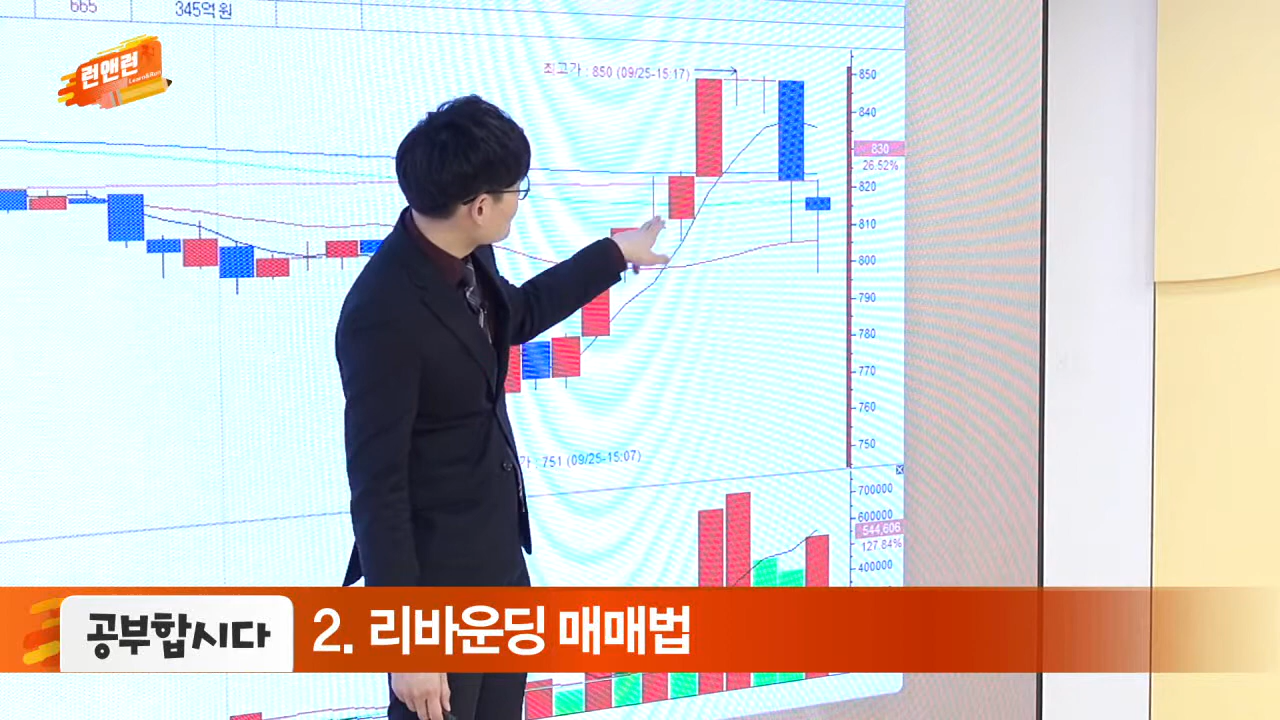 665
345억원
런앤런
Learn&Run
최고가 : 850 (09/25-15:17)
850
840
830
26.52%
820
810
800
790
780
770
760
750
가 : 751 (09/25-15:07)
700000
600000
544,606
127.84%
400000
공부합시다
2. 리바운딩 매매법